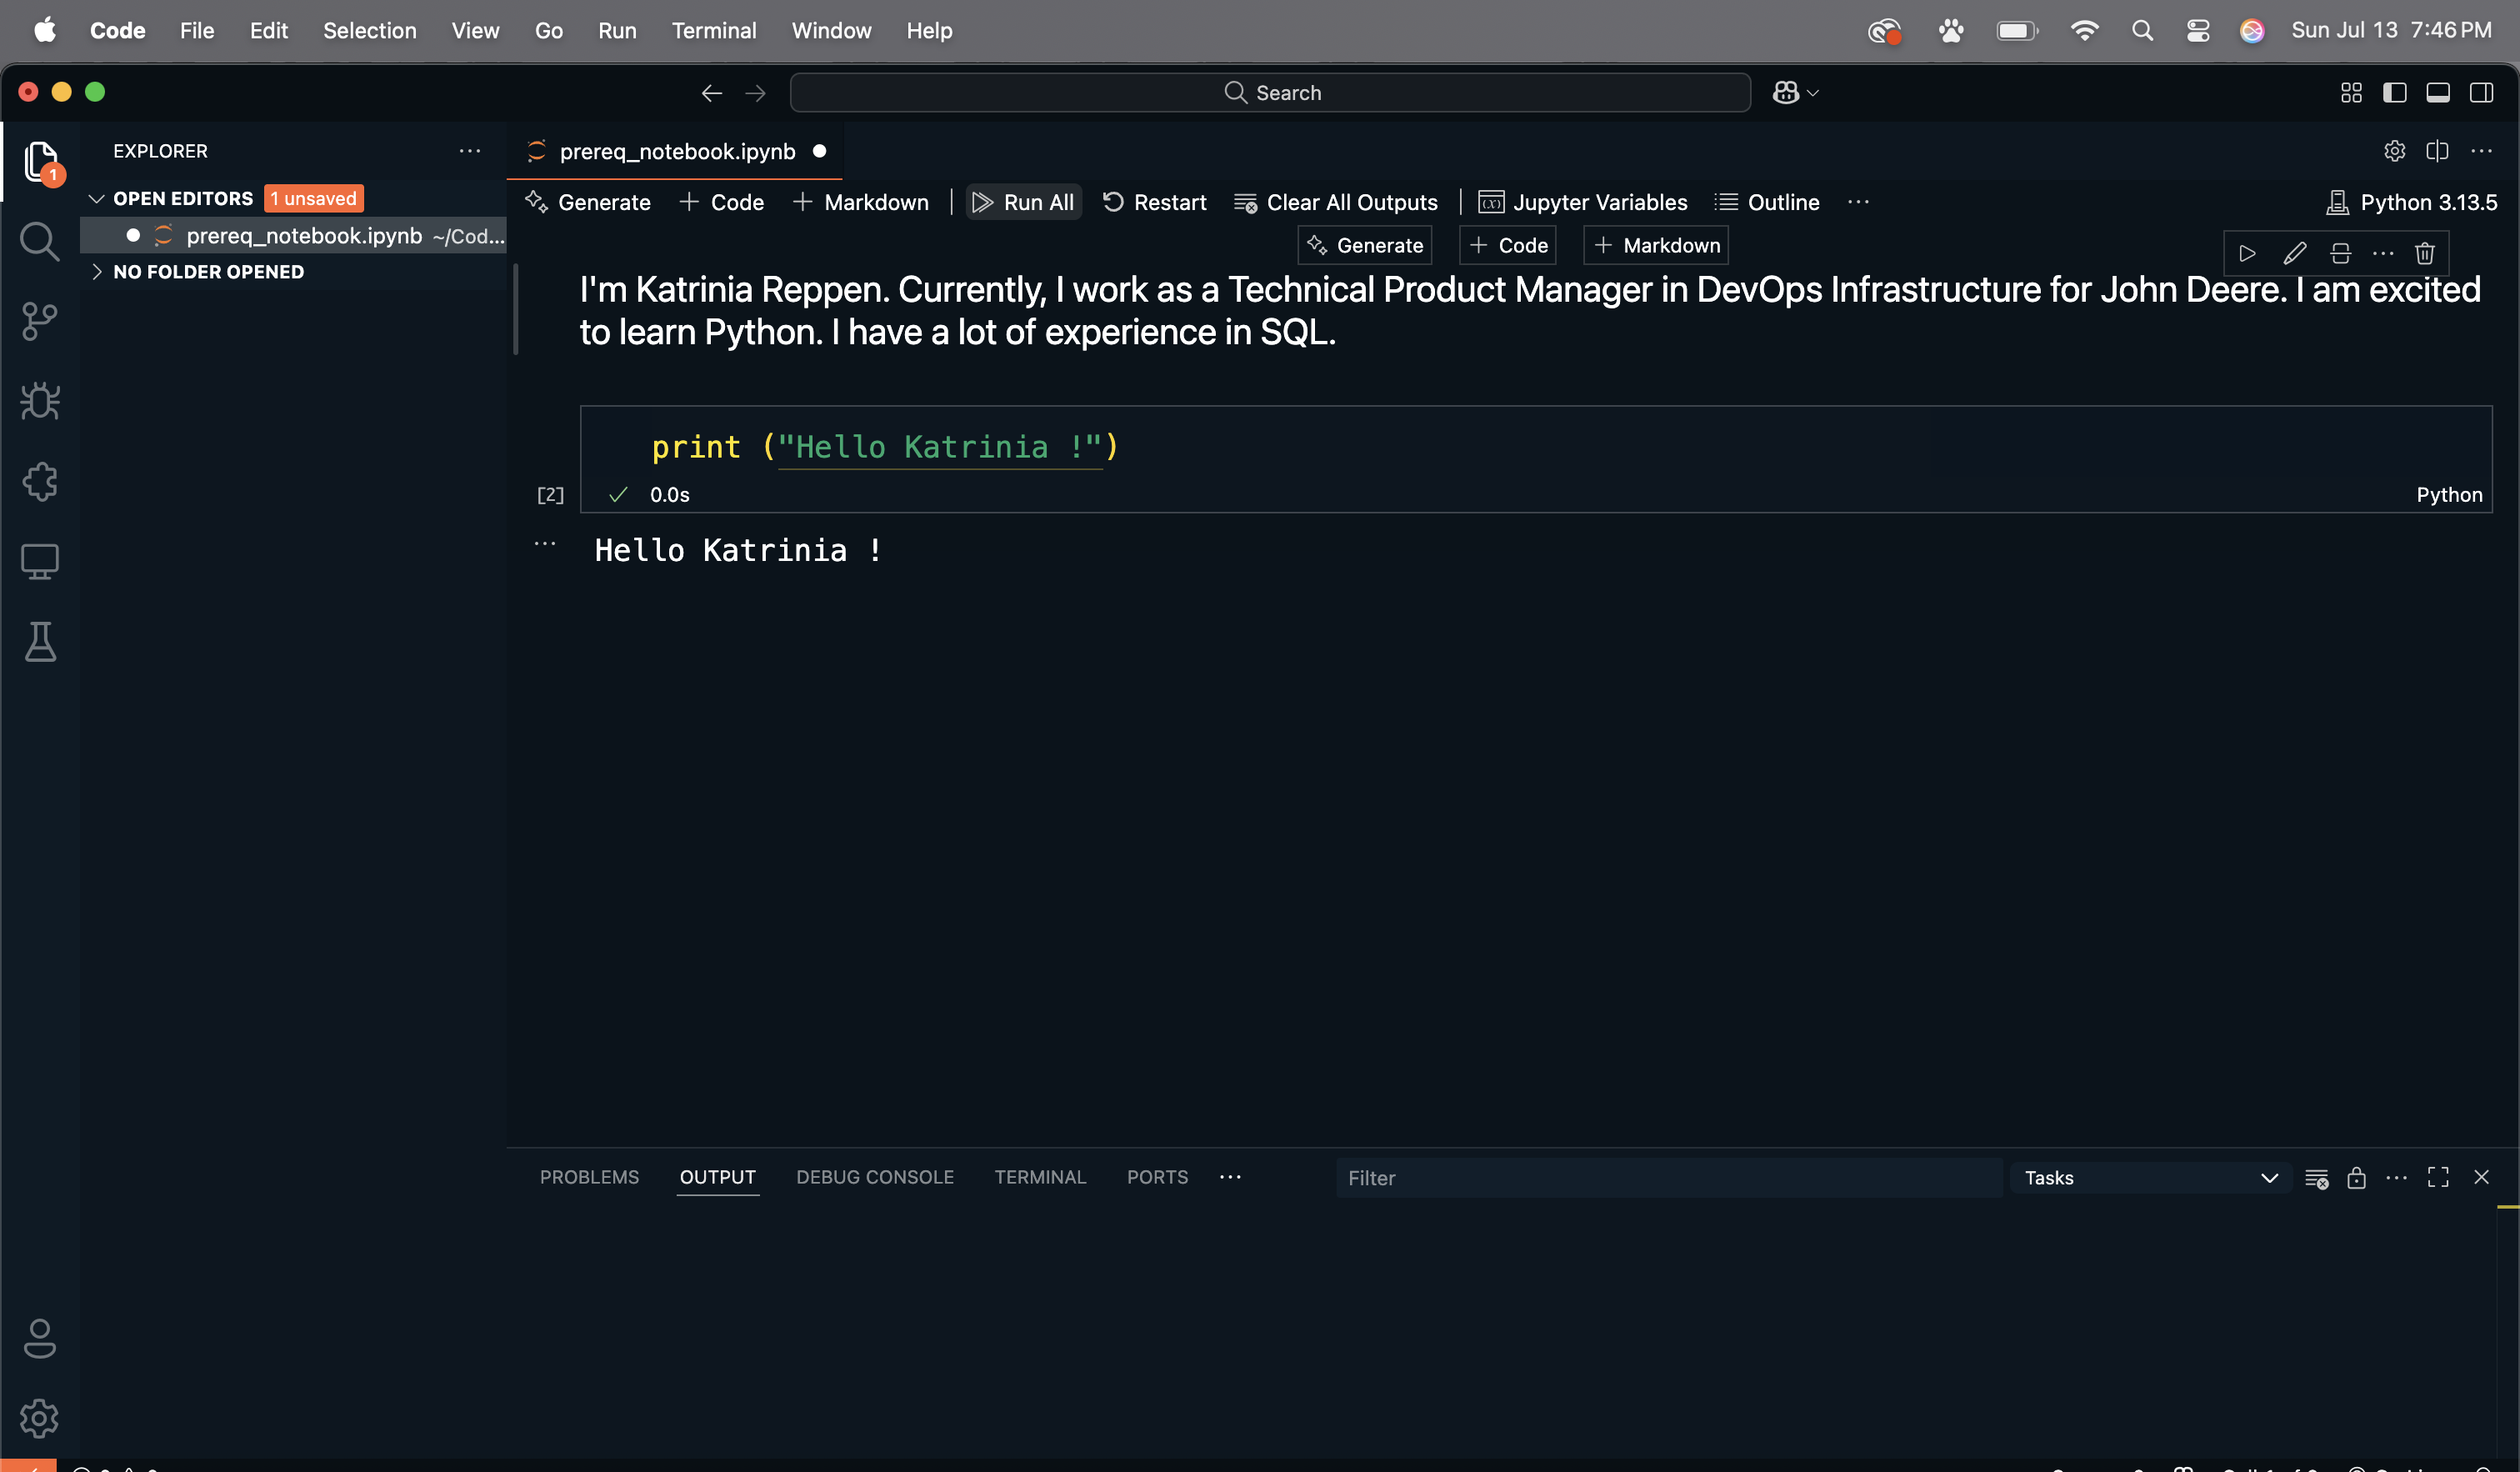 Code File Edit Selection View Go Run Terminal Window Help Sun Jul 13 7:46 PM
Search
EXPLORER
1
OPEN EDITORS 1 unsaved
prereq_notebook.ipynb ~/Cod...
NO FOLDER OPENED
prereq_notebook.ipynb
Generate + Code + Markdown Run All Restart Clear All Outputs Jupyter Variables Outline ... Python 3.13.5
Generate + Code + Markdown
I'm Katrinia Reppen. Currently, I work as a Technical Product Manager in DevOps Infrastructure for John Deere. I am excited
to learn Python. I have a lot of experience in SQL.
print ("Hello Katrinia !")
[2] 0.0s Python
Hello Katrinia !
PROBLEMS OUTPUT DEBUG CONSOLE TERMINAL PORTS ... Filter Tasks